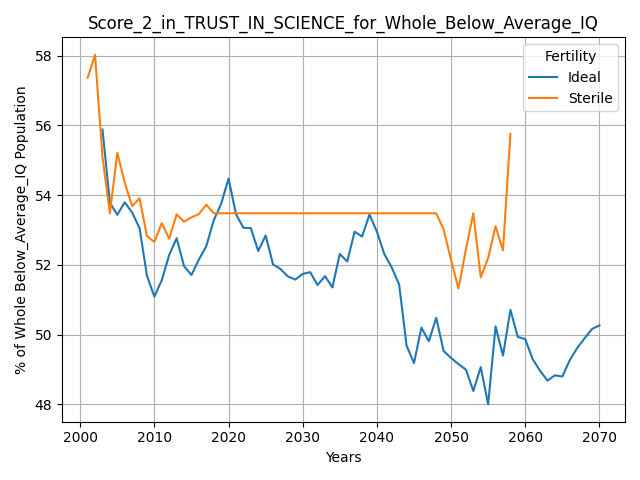 Score_2_in_TRUST_IN_SCIENCE_for_Whole_Below_Average_IQ
Fertility
Ideal
Sterile
% of Whole Below_Average_IQ Population
58
56
54
52
50
48
2000
2010
2020
2030
2040
2050
2060
2070
Years